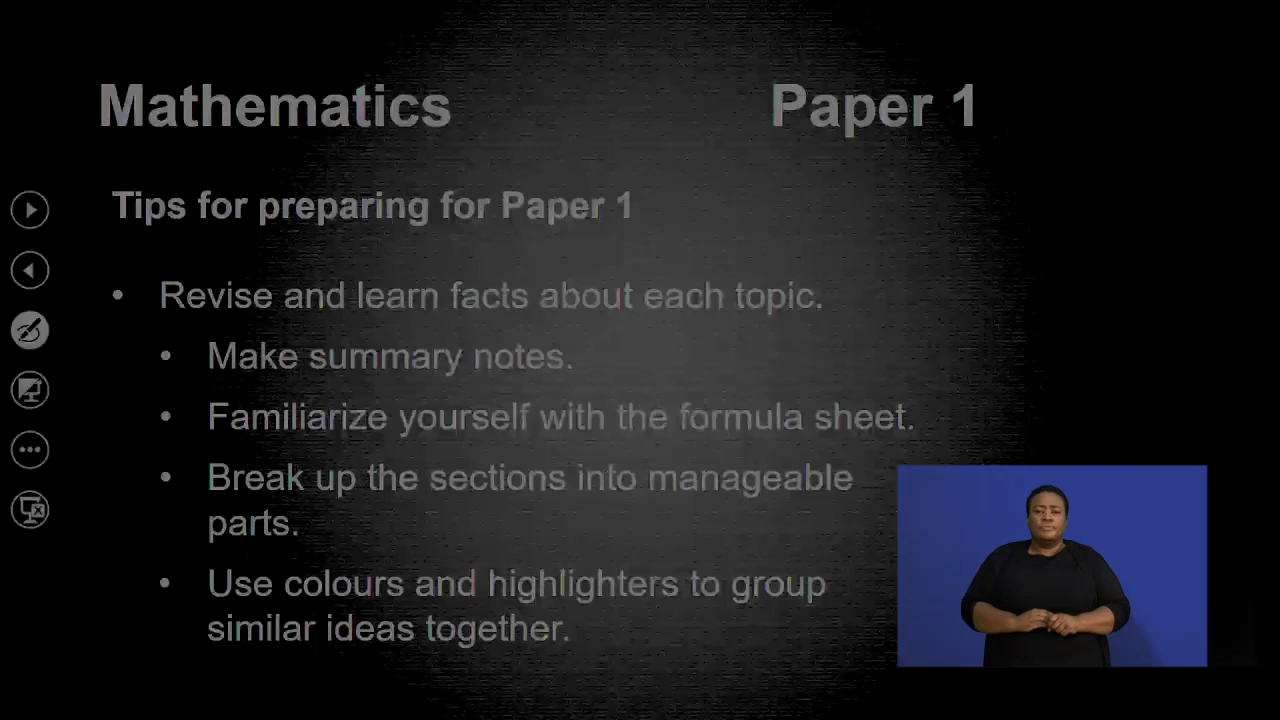 Mathematics Paper 1
Tips for preparing for Paper 1
• Revise and learn facts about each topic.
• Make summary notes.
• Familiarize yourself with the formula sheet.
• Break up the sections into manageable
parts.
• Use colours and highlighters to group
similar ideas together.